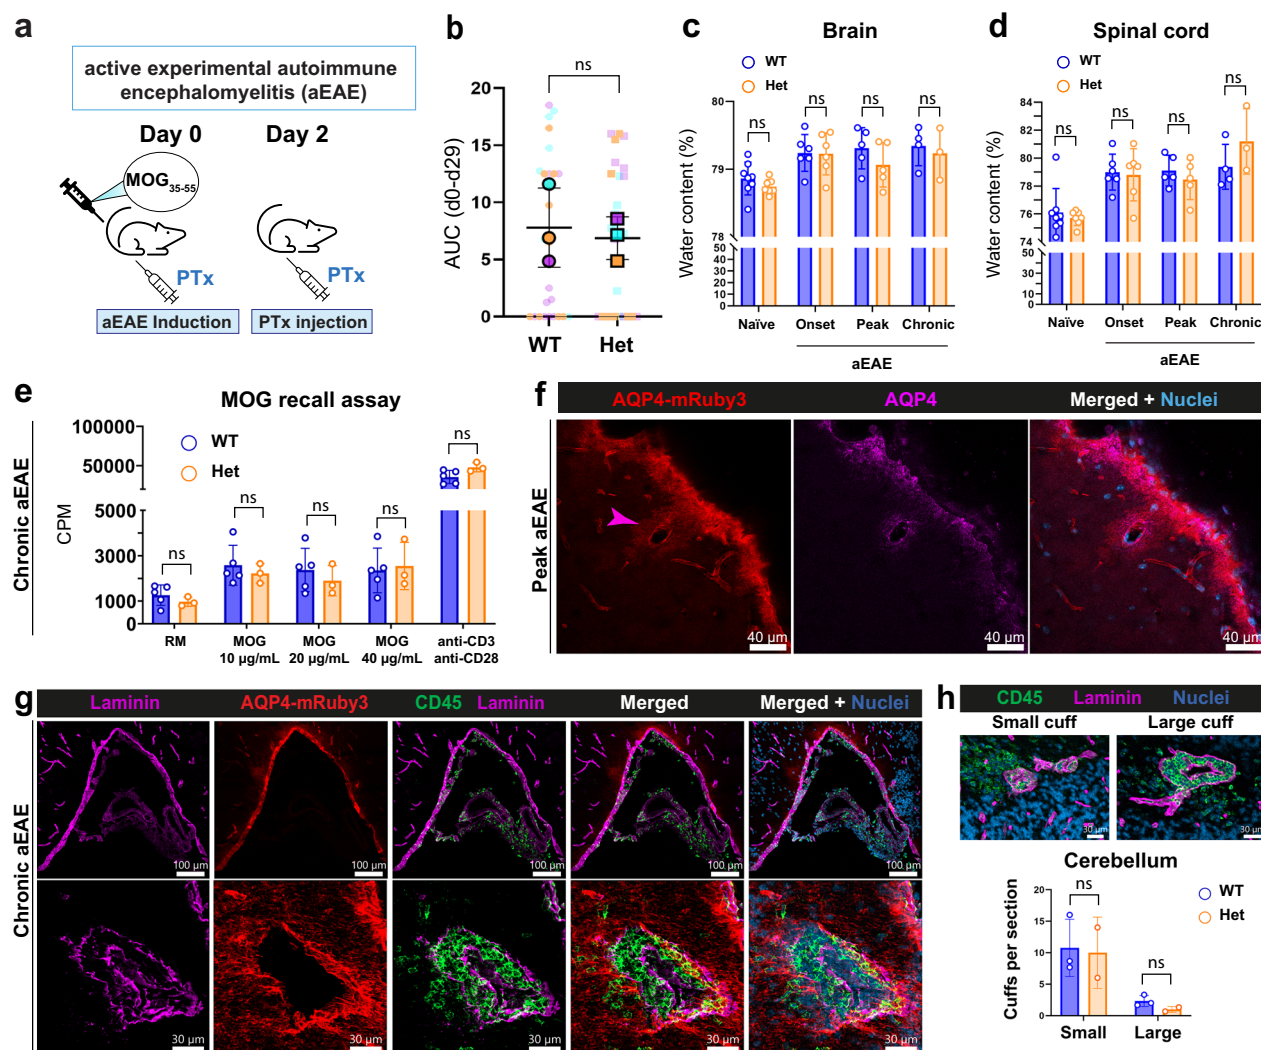 a
active experimental autoimmune
encephalomyelitis (aEAE)
Day 0
Day 2
MOG35-55
PTx
PTx
aEAE Induction
PTx injection
b
ns
AUC (d0-d29)
20
15
10
5
0
WT
Het
c
Brain
WT
Het
Water content (%)
80
79
78
50
40
30
20
10
0
ns
ns
ns
ns
Naïve
Onset
Peak
Chronic
aEAE
d
Spinal cord
WT
Het
Water content (%)
84
82
80
78
76
74
50
40
30
20
10
0
ns
ns
ns
ns
Naïve
Onset
Peak
Chronic
aEAE
e
MOG recall assay
Chronic aEAE
WT
Het
CPM
100000
50000
5000
3000
1000
0
ns
ns
ns
ns
ns
RM
MOG
10 µg/mL
MOG
20 µg/mL
MOG
40 µg/mL
anti-CD3
anti-CD28
f
AQP4-mRuby3
AQP4
Merged + Nuclei
Peak aEAE
40 µm
40 µm
40 µm
g
Laminin
AQP4-mRuby3
CD45 Laminin
Merged
Merged + Nuclei
Chronic aEAE
100 µm
100 µm
100 µm
100 µm
100 µm
30 µm
30 µm
30 µm
30 µm
30 µm
h
CD45 Laminin Nuclei
Small cuff
Large cuff
30 µm
30 µm
Cerebellum
WT
Het
Cuffs per section
20
15
10
5
0
ns
ns
Small
Large